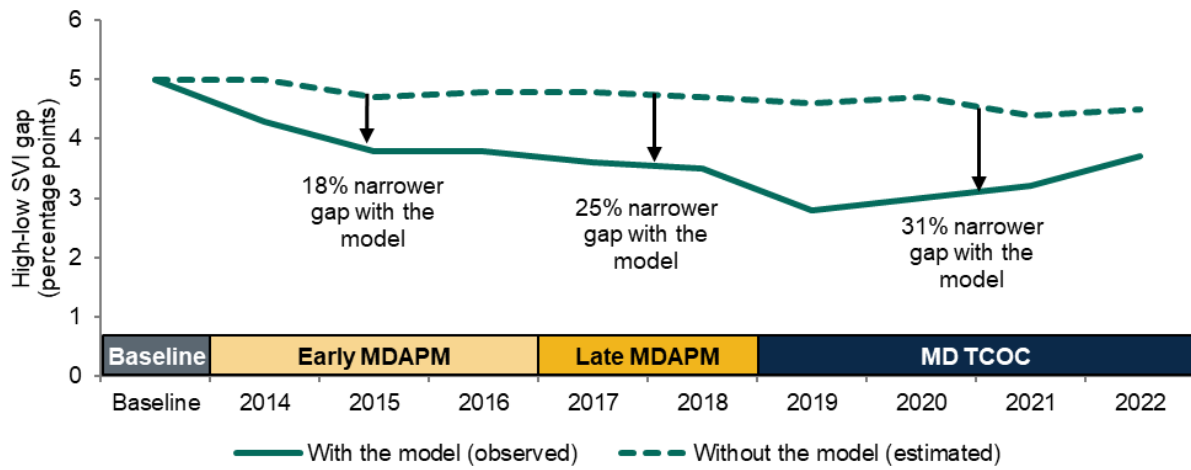 High-low SVI gap
(percentage points)
6
5
4
3
2
1
0
18% narrower
gap with the
model
25% narrower
gap with the
model
31% narrower
gap with the
model
Baseline Early MDAPM Late MDAPM MD TCOC
Baseline 2014 2015 2016 2017 2018 2019 2020 2021 2022
With the model (observed) Without the model (estimated)